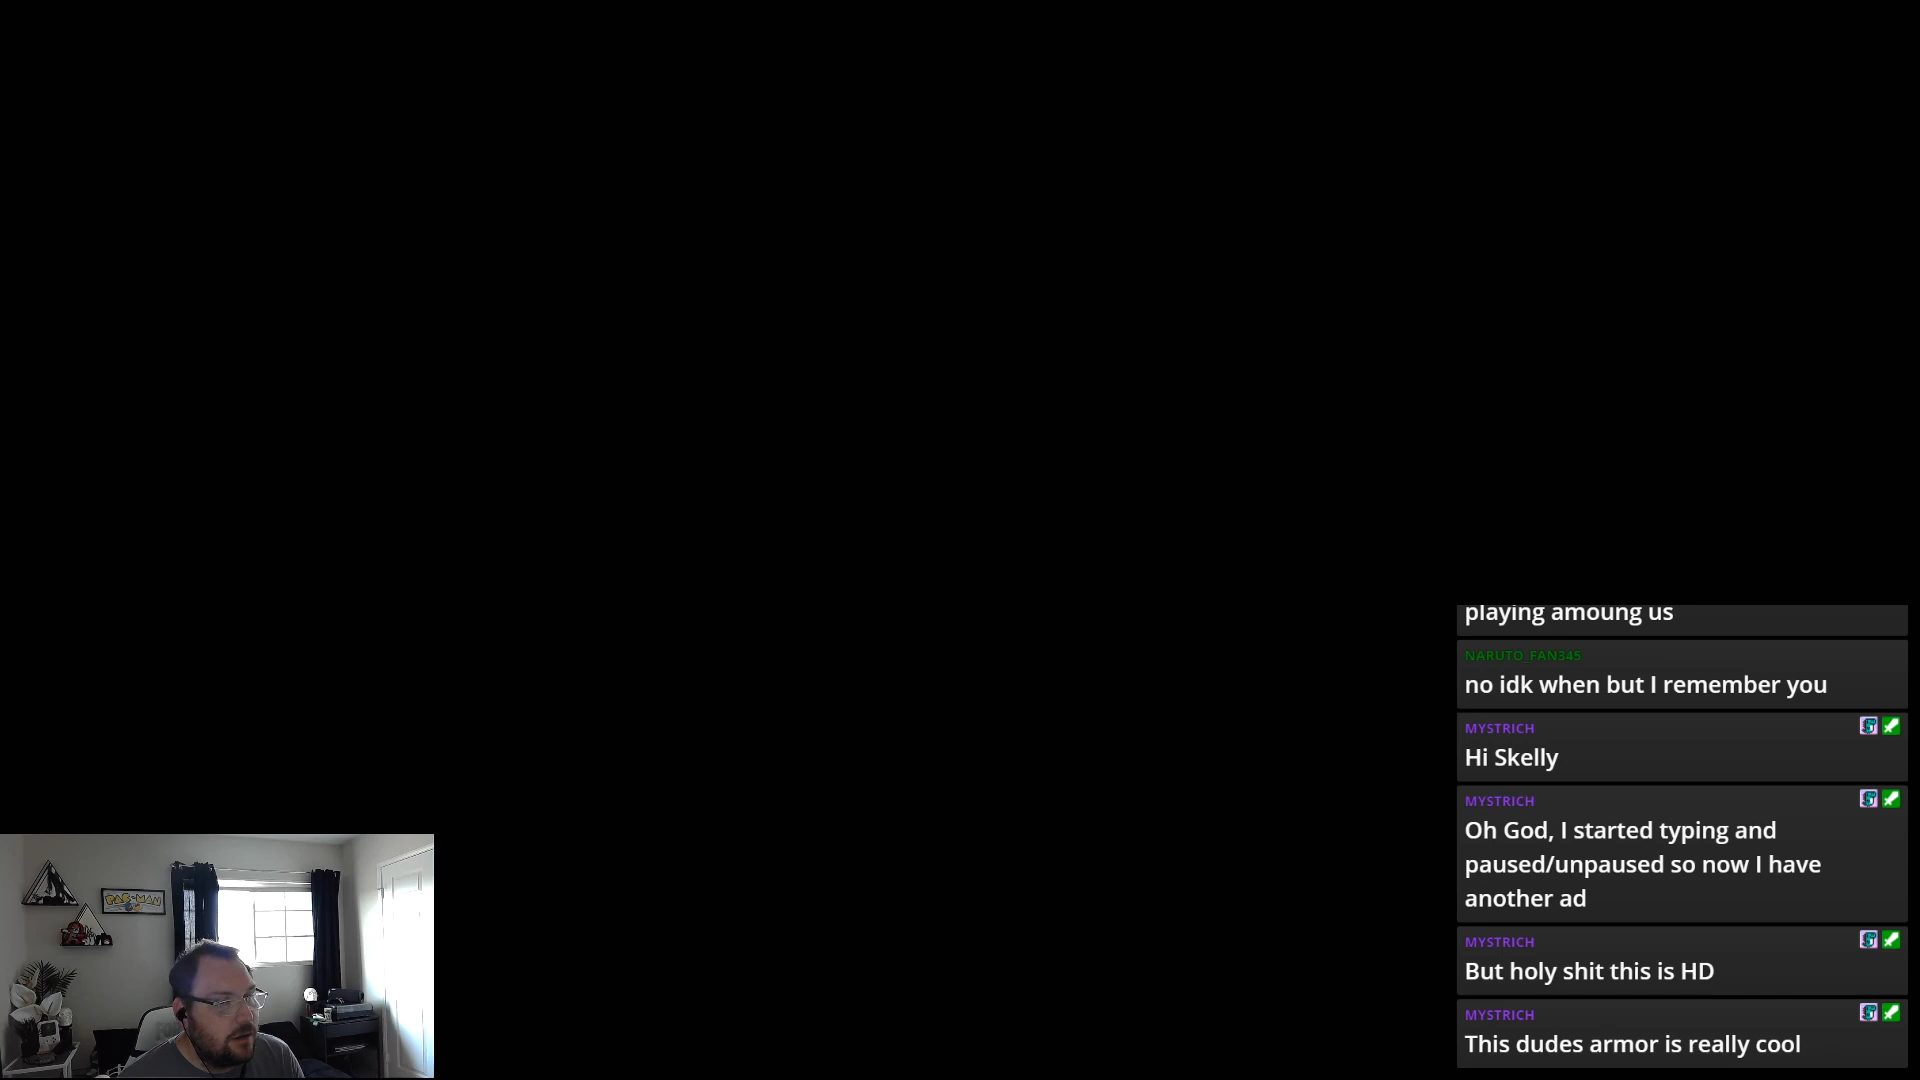 playing amoung us
NARUTO_FAN345
no idk when but I remember you
MYSTRICH
Hi Skelly
MYSTRICH
Oh God, I started typing and
paused/unpaused so now I have
another ad
MYSTRICH
But holy shit this is HD
MYSTRICH
This dudes armor is really cool
PAC-MAN